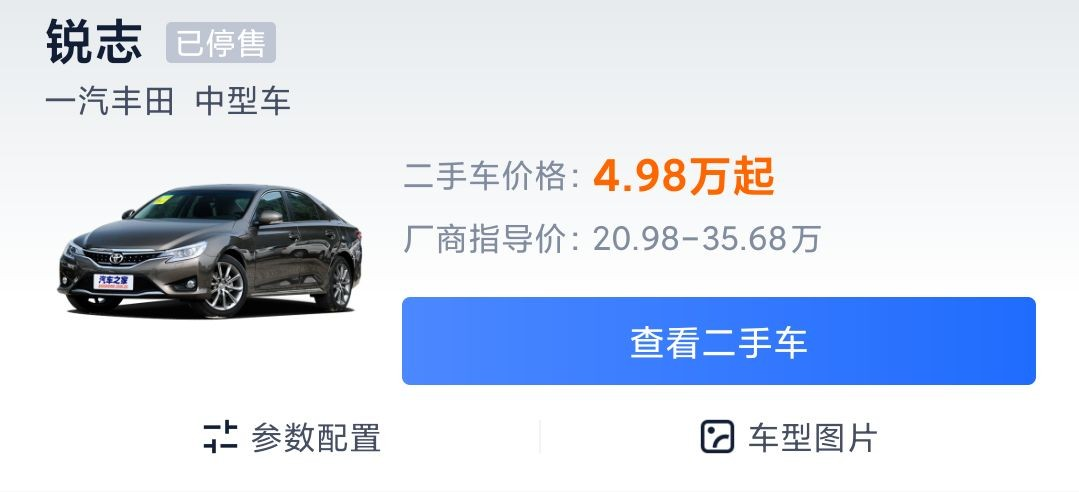 锐志 已停售
一汽丰田 中型车
二手车价格：4.98万起
厂商指导价：20.98-35.68万
汽车之家
查看二手车
参数配置 车型图片